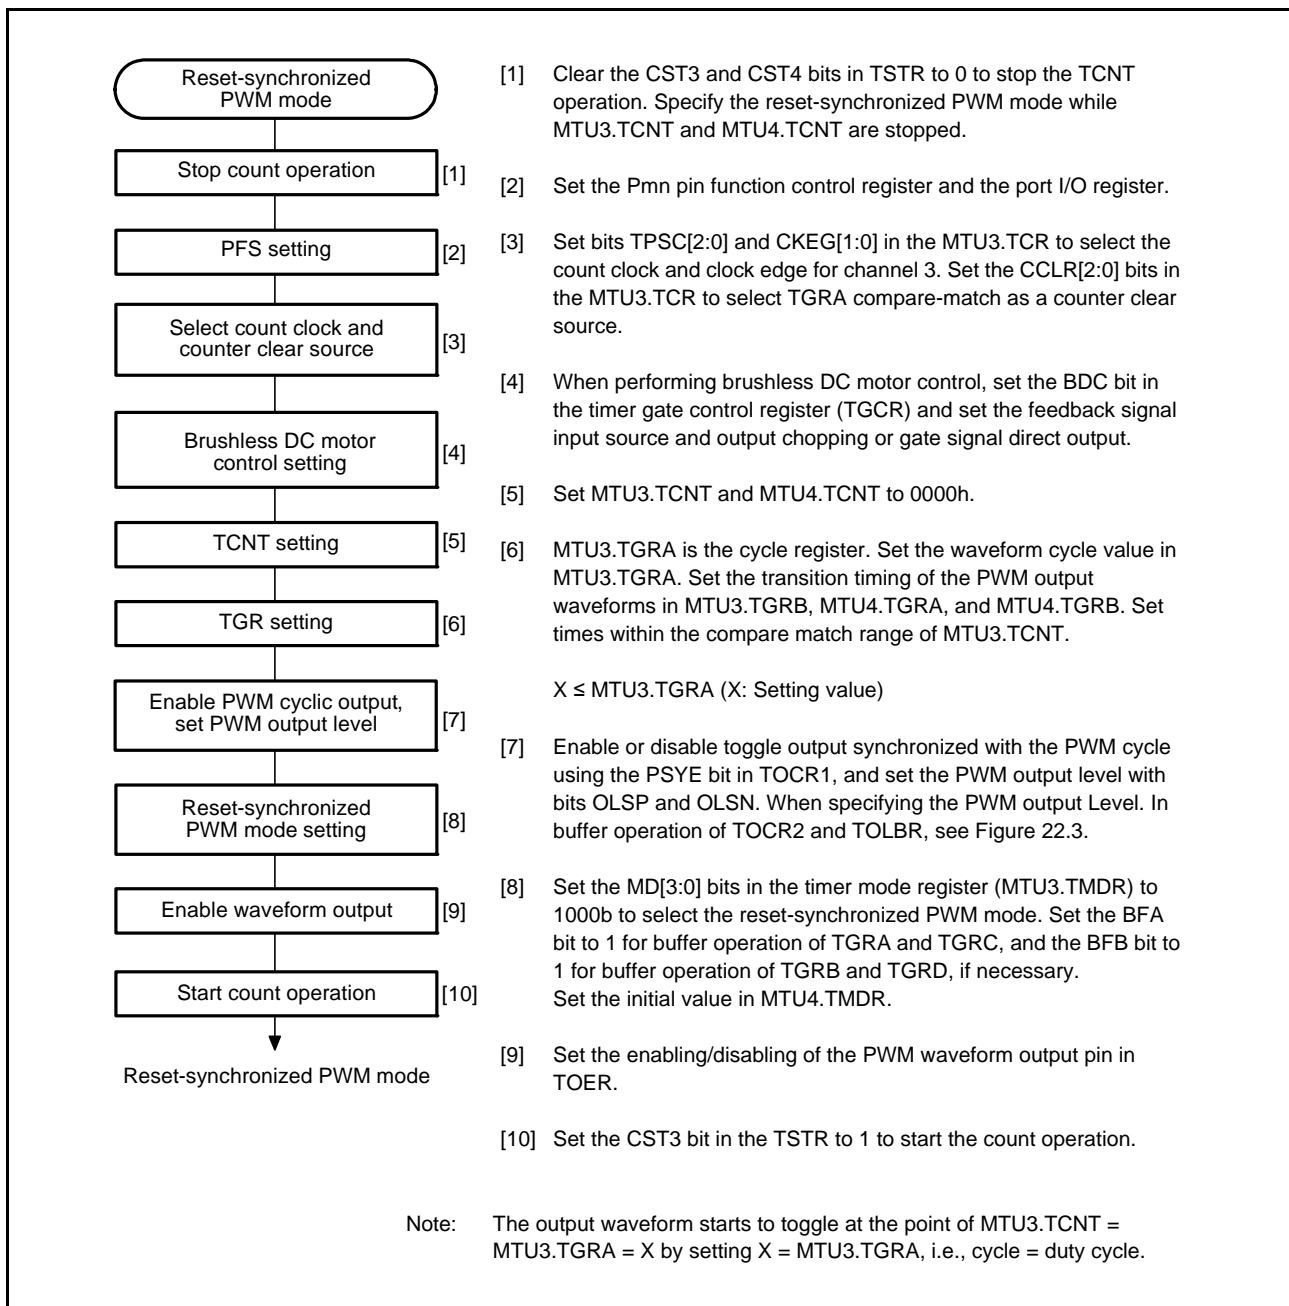 Reset-synchronized
PWM mode
Stop count operation
[1]
PFS setting
[2]
Select count clock and
counter clear source
[3]
Brushless DC motor
control setting
[4]
TCNT setting
[5]
TGR setting
[6]
Enable PWM cyclic output,
set PWM output level
[7]
Reset-synchronized
PWM mode setting
[8]
Enable waveform output
[9]
Start count operation
[10]
Reset-synchronized PWM mode
[1] Clear the CST3 and CST4 bits in TSTR to 0 to stop the TCNT
operation. Specify the reset-synchronized PWM mode while
MTU3.TCNT and MTU4.TCNT are stopped.
[2] Set the Pmn pin function control register and the port I/O register.
[3] Set bits TPSC[2:0] and CKEG[1:0] in the MTU3.TCR to select the
count clock and clock edge for channel 3. Set the CCLR[2:0] bits in
the MTU3.TCR to select TGRA compare-match as a counter clear
source.
[4] When performing brushless DC motor control, set the BDC bit in
the timer gate control register (TGCR) and set the feedback signal
input source and output chopping or gate signal direct output.
[5] Set MTU3.TCNT and MTU4.TCNT to 0000h.
[6] MTU3.TGRA is the cycle register. Set the waveform cycle value in
MTU3.TGRA. Set the transition timing of the PWM output
waveforms in MTU3.TGRB, MTU4.TGRA, and MTU4.TGRB. Set
times within the compare match range of MTU3.TCNT.
X ≤ MTU3.TGRA (X: Setting value)
[7] Enable or disable toggle output synchronized with the PWM cycle
using the PSYE bit in TOCR1, and set the PWM output level with
bits OLSP and OLSN. When specifying the PWM output Level. In
buffer operation of TOCR2 and TOLBR, see Figure 22.3.
[8] Set the MD[3:0] bits in the timer mode register (MTU3.TMDR) to
1000b to select the reset-synchronized PWM mode. Set the BFA
bit to 1 for buffer operation of TGRA and TGRC, and the BFB bit to
1 for buffer operation of TGRB and TGRD, if necessary.
Set the initial value in MTU4.TMDR.
[9] Set the enabling/disabling of the PWM waveform output pin in
TOER.
[10] Set the CST3 bit in the TSTR to 1 to start the count operation.
Note: The output waveform starts to toggle at the point of MTU3.TCNT =
MTU3.TGRA = X by setting X = MTU3.TGRA, i.e., cycle = duty cycle.